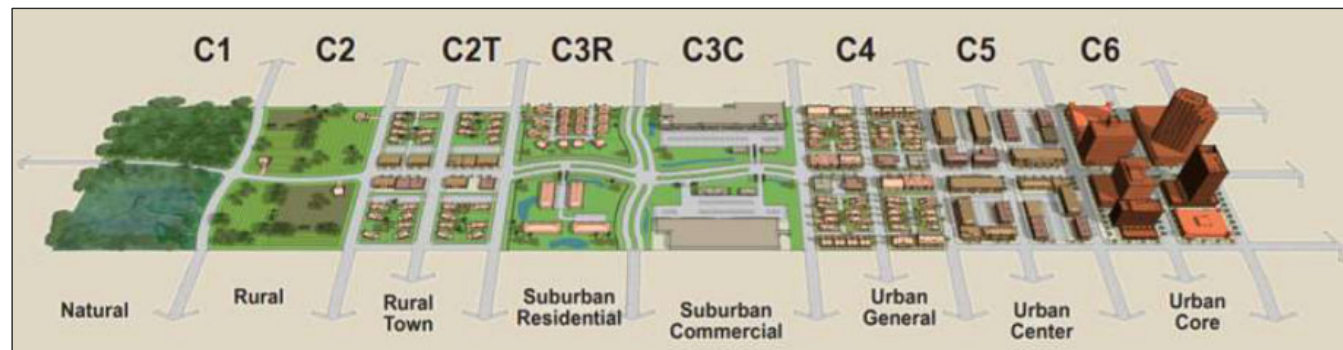 C1 C2 C2T C3R C3C C4 C5 C6
Natural
Rural
Rural
Town
Suburban
Residential
Suburban
Commercial
Urban
General
Urban
Center
Urban
Core